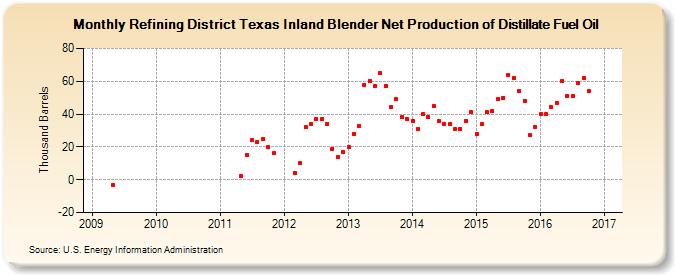 Monthly Refining District Texas Inland Blender Net Production of Distillate Fuel Oil
Thousand Barrels
80
60
40
20
0
-20
2009 2010 2011 2012 2013 2014 2015 2016 2017
Source: U.S. Energy Information Administration